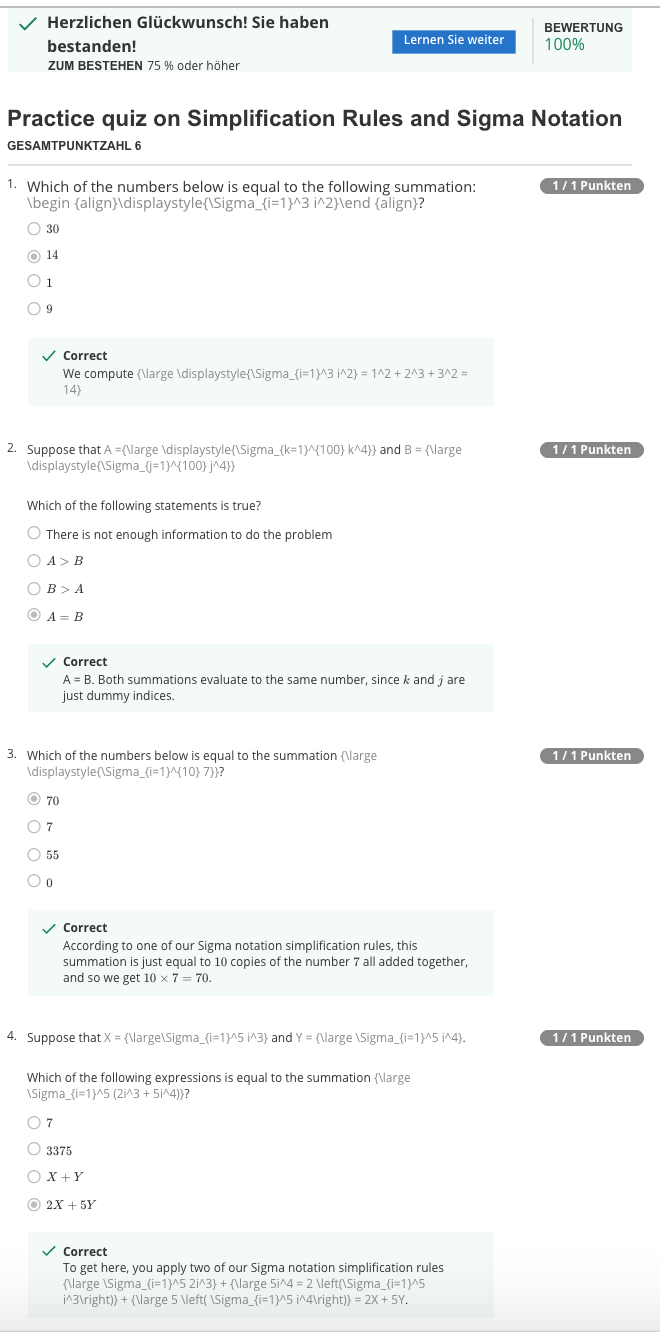 Herzlichen Glückwunsch! Sie haben
bestanden!
ZUM BESTEHEN 75 % oder höher
Lernen Sie weiter
BEWERTUNG
100%
Practice quiz on Simplification Rules and Sigma Notation
GESAMTPUNKTZAHL 6
1. Which of the numbers below is equal to the following summation:
\begin {align}\displaystyle{\Sigma_{i=1}^3 i^2}\end {align}?
1 / 1 Punkten
30
14
1
9
Correct
We compute {\large \displaystyle{\Sigma_{i=1}^3 i^2} = 1^2 + 2^3 + 3^2 =
14}
2. Suppose that A ={\large \displaystyle{\Sigma_{k=1}^{100} k^4}} and B = {\large
\displaystyle{\Sigma_{j=1}^{100} j^4}}
1 / 1 Punkten
Which of the following statements is true?
There is not enough information to do the problem
A > B
B > A
A = B
Correct
A = B. Both summations evaluate to the same number, since k and j are
just dummy indices.
3. Which of the numbers below is equal to the summation {\large
\displaystyle{\Sigma_{i=1}^{10} 7}}?
1 / 1 Punkten
70
7
55
0
Correct
According to one of our Sigma notation simplification rules, this
summation is just equal to 10 copies of the number 7 all added together,
and so we get 10 × 7 = 70.
4. Suppose that X = {\large\Sigma_{i=1}^5 i^3} and Y = {\large \Sigma_{i=1}^5 i^4}.
1 / 1 Punkten
Which of the following expressions is equal to the summation {\large
\Sigma_{i=1}^5 (2i^3 + 5i^4)}?
7
3375
X + Y
2X + 5Y
Correct
To get here, you apply two of our Sigma notation simplification rules
{\large \Sigma_{i=1}^5 2i^3} + {\large 5i^4 = 2 \left(\Sigma_{i=1}^5
i^3\right)} + {\large 5 \left( \Sigma_{i=1}^5 i^4\right)} = 2X + 5Y.